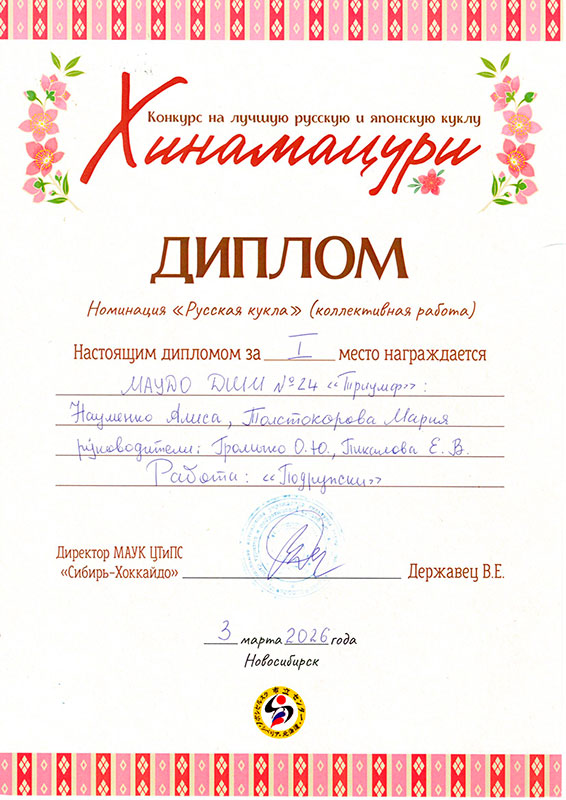 Конкурс на лучшую русскую и японскую куклу
Хинамацури
ДИПЛОМ
Номинация «Русская кукла» (коллективная работа)
Настоящим дипломом за I место награждается
МАУДО ДШИ №24 «Триумф»:
Науменко Алиса, Толстокорова Мария
руководители: Громыко О.Ю., Пикалова Е.В.
Работа: «Подружки»
Директор МАУК ЦТиПС
«Сибирь-Хоккайдо» Державец В.Е.
3 марта 2026 года
Новосибирск